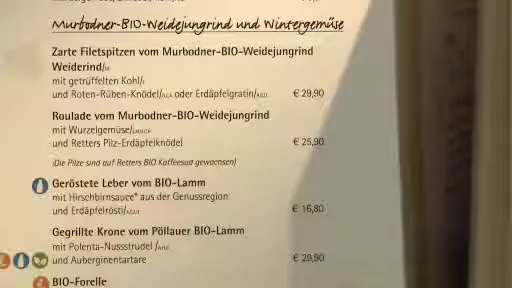 Murbodner-BIO-Weidejungrind und Wintergemüse
Zarte Filetspitzen vom Murbodner-BIO-Weidejungrind
Weiderind/
mit getrüffelten Kohl/
und Roten-Rüben-Knödel/ oder Erdäpfelgratin/ € 29,90
Roulade vom Murbodner-BIO-Weidejungrind
mit Wurzelgemüse/
und Retters Pilz-Erdäpfelknödel € 25,90
(Die Pilze sind auf Retters BIO Kaffeesud gewachsen)
Geröstete Leber vom BIO-Lamm
mit Hirschbirnsauce* aus der Genussregion
und Erdäpfelrösti/ € 16,80
Gegrillte Krone vom Pöllauer BIO-Lamm
mit Polenta-Nussstrudel /
und Auberginentartare € 29,90
BIO-Forelle